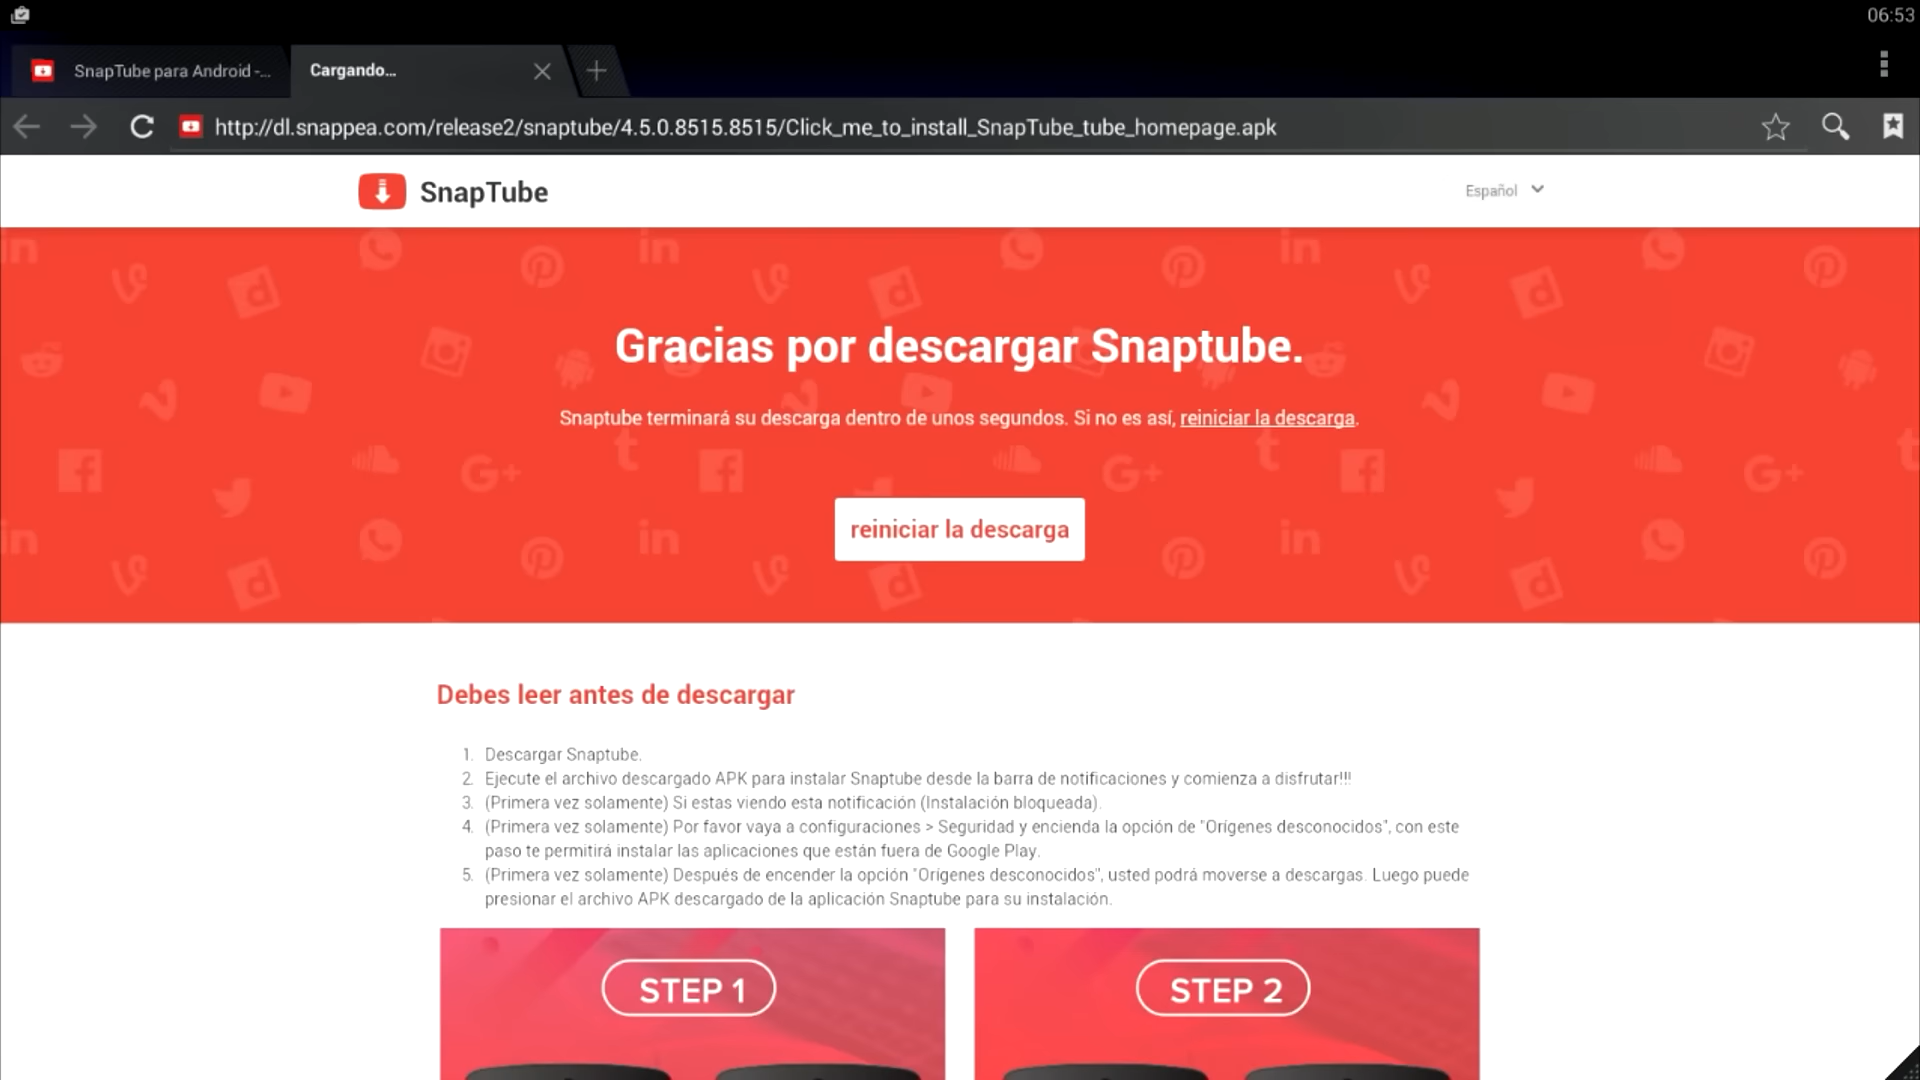 06:53
SnapTube para Android -...
Cargando...
http://dl.snappea.com/release2/snaptube/4.5.0.8515.8515/Click_me_to_install_SnapTube_tube_homepage.apk
SnapTube
Español
Gracias por descargar Snaptube.
Snaptube terminará su descarga dentro de unos segundos. Si no es así, reiniciar la descarga.
reiniciar la descarga
Debes leer antes de descargar
1. Descargar Snaptube.
2. Ejecute el archivo descargado APK para instalar Snaptube desde la barra de notificaciones y comienza a disfrutar!!!
3. (Primera vez solamente) Si estas viendo esta notificación (Instalación bloqueada).
4. (Primera vez solamente) Por favor vaya a configuraciones > Seguridad y encienda la opción de "Orígenes desconocidos", con este
paso te permitirá instalar las aplicaciones que están fuera de Google Play.
5. (Primera vez solamente) Después de encender la opción "Orígenes desconocidos", usted podrá moverse a descargas. Luego puede
presionar el archivo APK descargado de la aplicación Snaptube para su instalación.
STEP 1
STEP 2